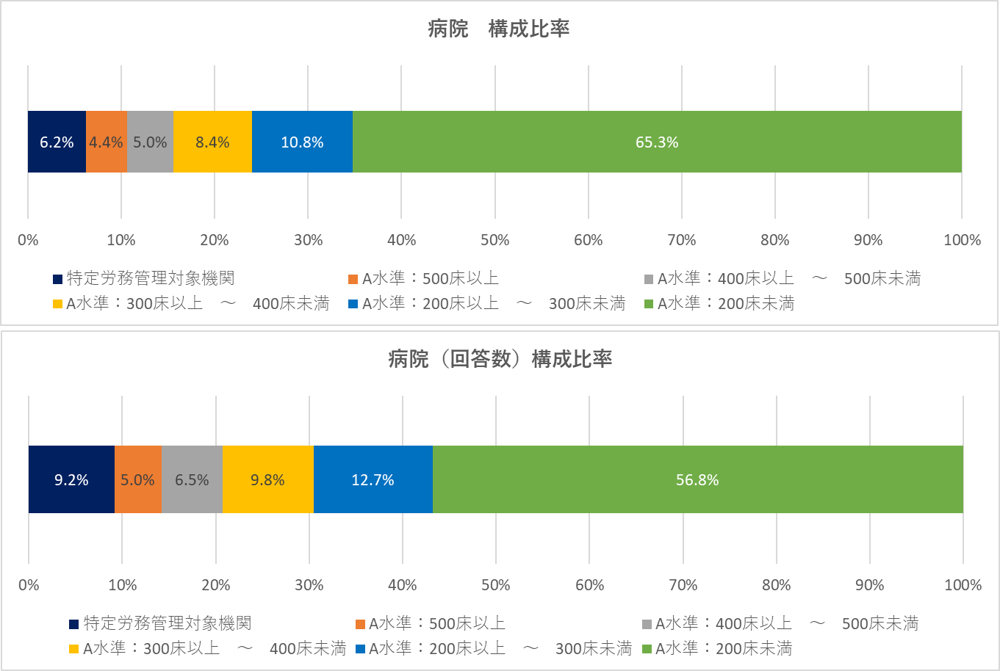 病院　構成比率
6.2% 4.4% 5.0% 8.4% 10.8% 65.3%
0% 10% 20% 30% 40% 50% 60% 70% 80% 90% 100%
特定労務管理対象機関 A水準：500床以上 A水準：400床以上　～　500床未満
A水準：300床以上　～　400床未満 A水準：200床以上　～　300床未満 A水準：200床未満
病院（回答数）構成比率
9.2% 5.0% 6.5% 9.8% 12.7% 56.8%
0% 10% 20% 30% 40% 50% 60% 70% 80% 90% 100%
特定労務管理対象機関 A水準：500床以上 A水準：400床以上　～　500床未満
A水準：300床以上　～　400床未満 A水準：200床以上　～　300床未満 A水準：200床未満